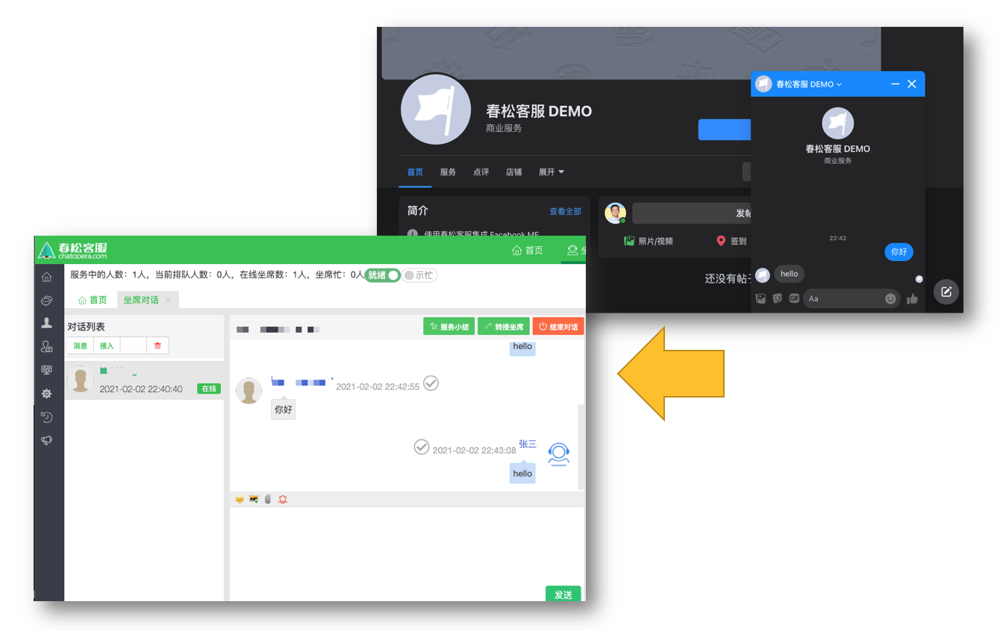 春松客服 DEMO
春松客服 DEMO
商业服务
春松客服 DEMO
商业服务
首页 服务 点评 店铺 展开
简介 查看全部
使用春松客服集成 Facebook ME
发帖
照片/视频 签到
还没有帖子
22:42
你好
hello
GIF Aa
春松客服
chatopera.com
首页
服务中的人数：1人，当前排队人数：0人，在线坐席数：1人，坐席忙：0人 就绪 示忙
首页 坐席对话
对话列表
消息 接入
2021-02-02 22:40:40 在线
服务小结 转接坐席 结束对话
hello
2021-02-02 22:42:55
你好
2021-02-02 22:43:08 张三
hello
发送